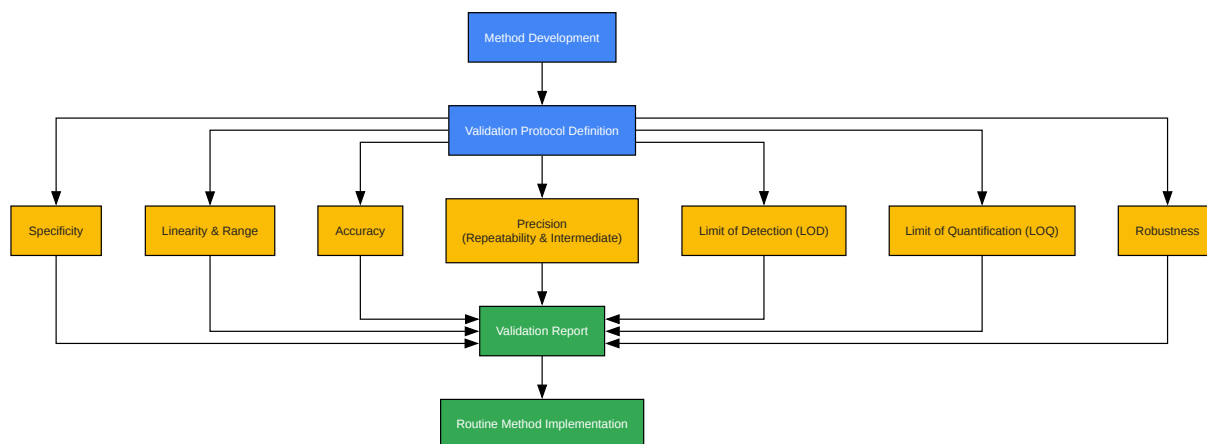 Method Development
Validation Protocol Definition
Specificity
Linearity & Range
Accuracy
Precision
(Repeatability & Intermediate)
Limit of Detection (LOD)
Limit of Quantification (LOQ)
Robustness
Validation Report
Routine Method Implementation